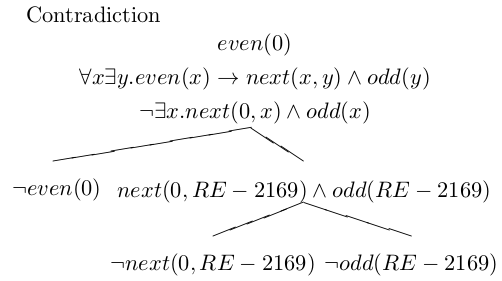 Contradiction
even(0)
∀x∃y.even(x) → next(x, y) ∧ odd(y)
¬∃x.next(0, x) ∧ odd(x)
¬even(0) next(0, RE − 2169) ∧ odd(RE − 2169)
¬next(0, RE − 2169) ¬odd(RE − 2169)